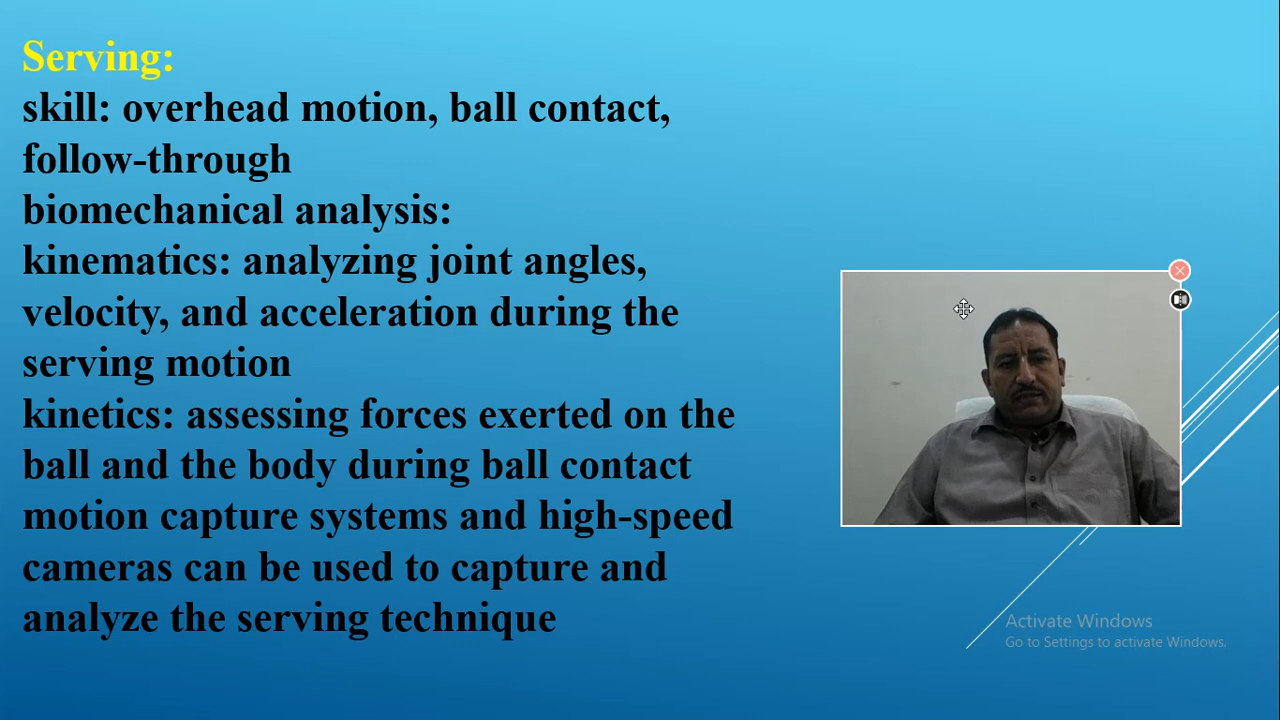 Serving:
skill: overhead motion, ball contact,
follow-through
biomechanical analysis:
kinematics: analyzing joint angles,
velocity, and acceleration during the
serving motion
kinetics: assessing forces exerted on the
ball and the body during ball contact
motion capture systems and high-speed
cameras can be used to capture and
analyze the serving technique
Activate Windows
Go to Settings to activate Windows.